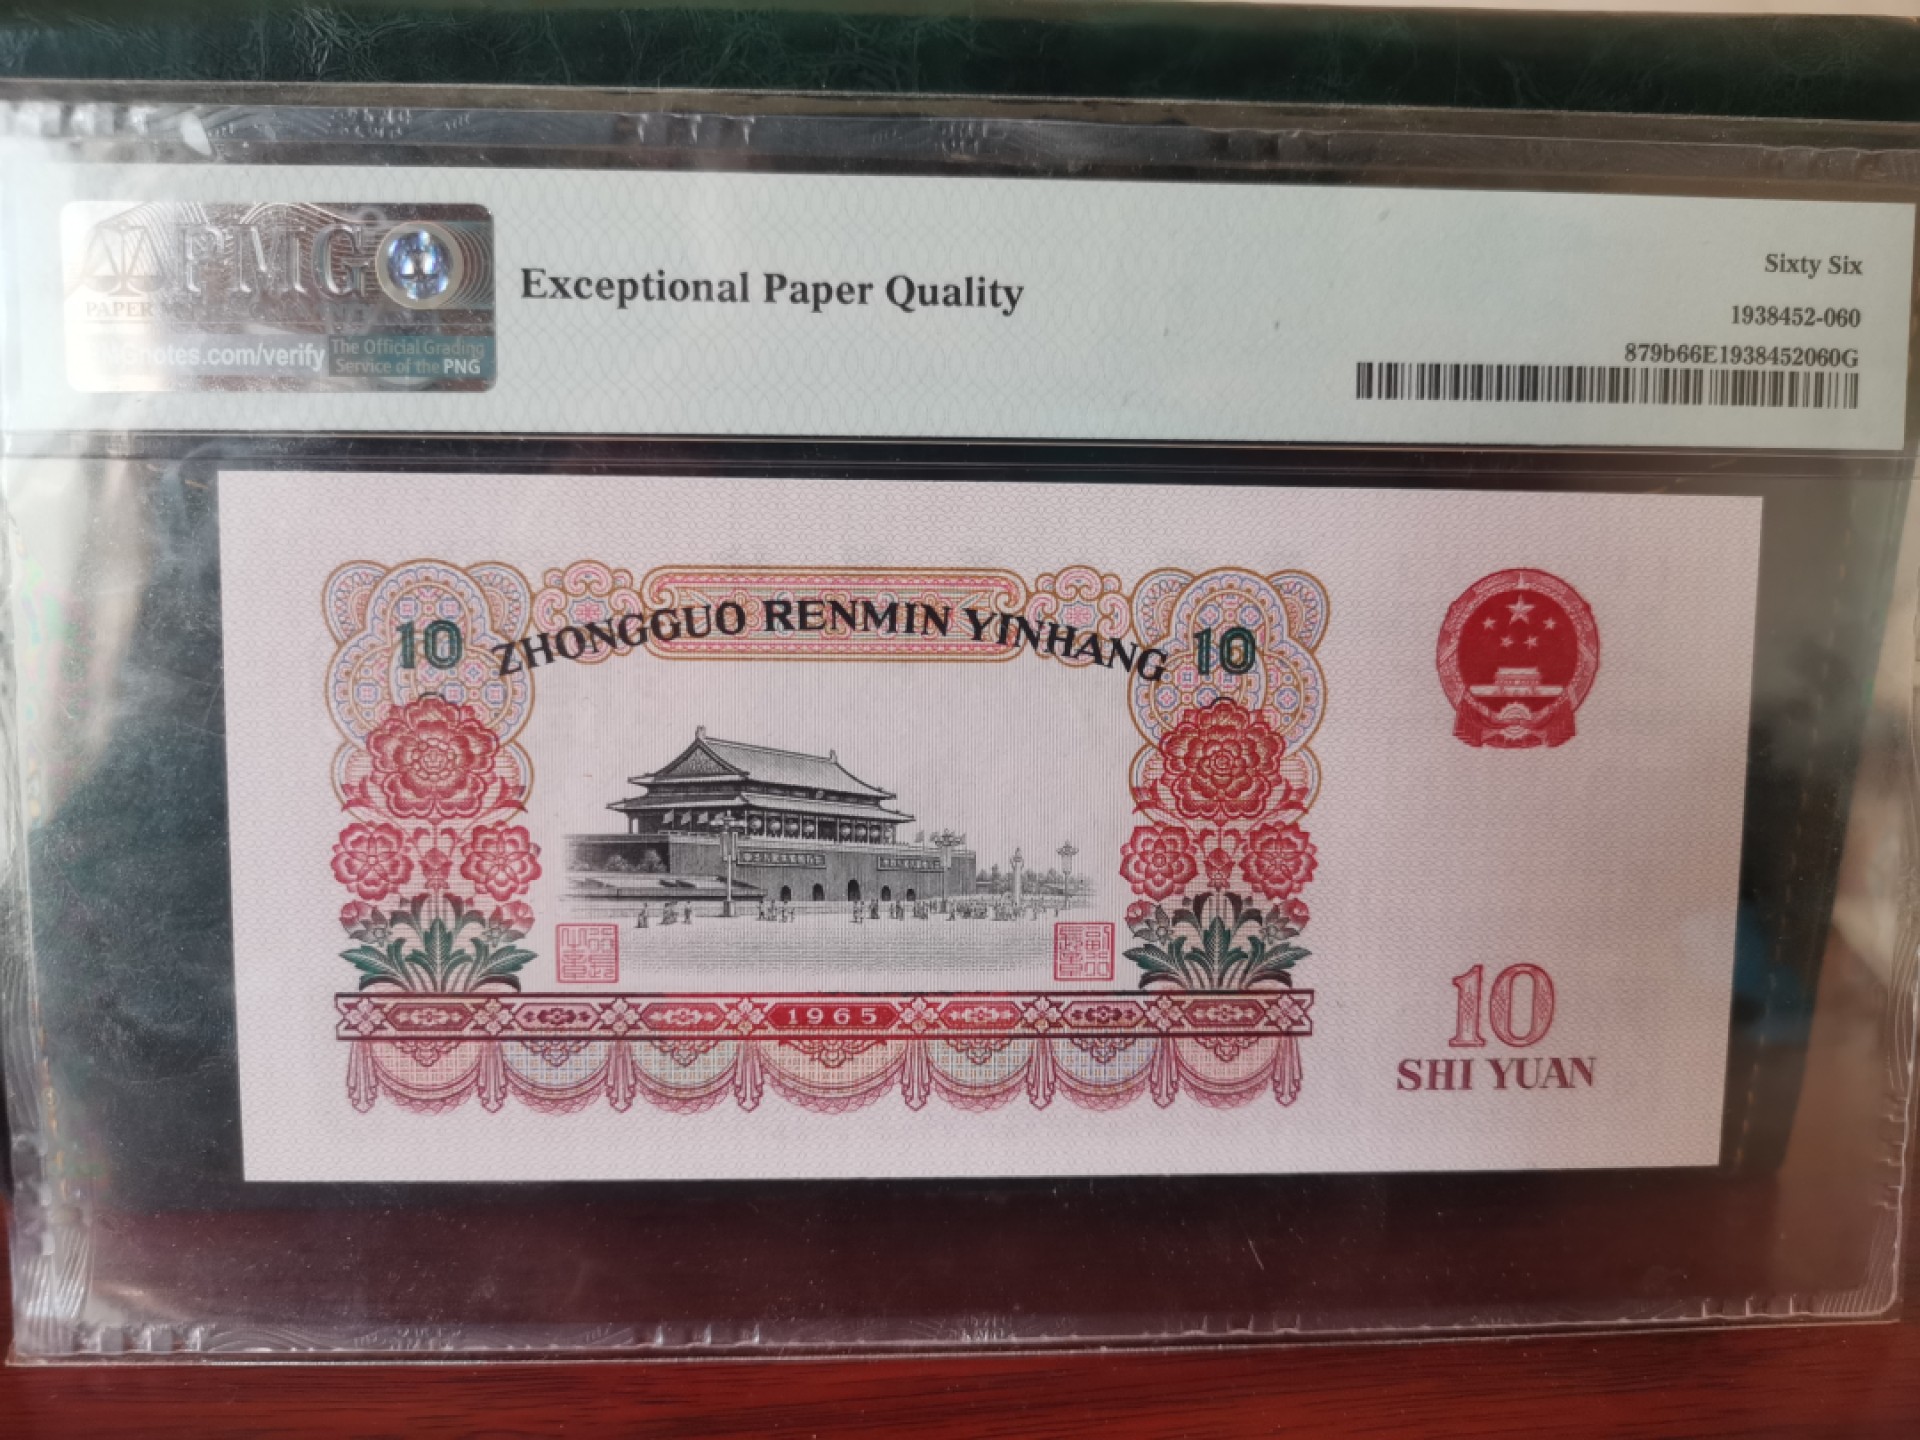 PMG
PAPER
notes.com/verify
The Official Grading
Service of the PNG
Exceptional Paper Quality
Sixty Six
1938452-060
879b66E1938452060G
ZHONGGUO RENMIN YINHANG
10
10
1965
10
SHI YUAN